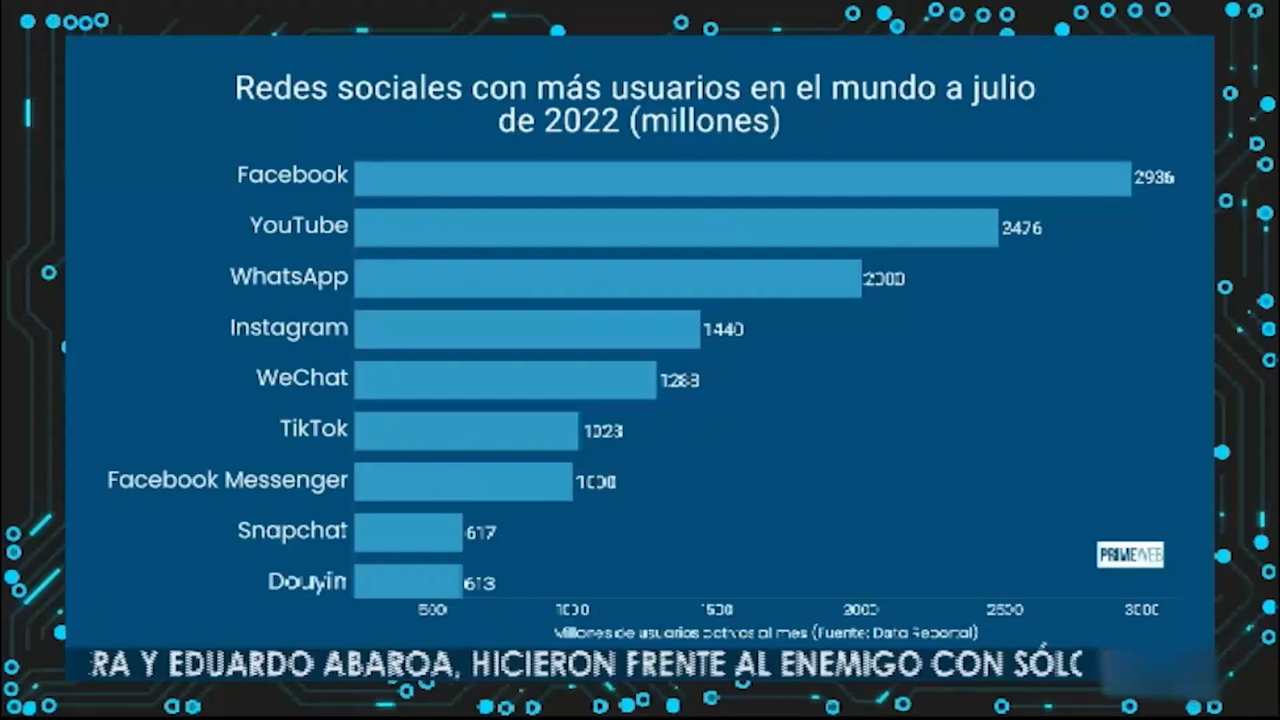 Redes sociales con más usuarios en el mundo a julio
de 2022 (millones)
Facebook 2936
YouTube 2476
WhatsApp 2000
Instagram 1440
WeChat 1288
TikTok 1023
Facebook Messenger 1000
Snapchat 617
Douyin 613
500 1000 1500 2000 2500 3000
Millones de usuarios activos al mes (Fuente: Data Reportal)
PRIMEWEB
RA Y EDUARDO ABAROA, HICIERON FRENTE AL ENEMIGO CON SÓLO